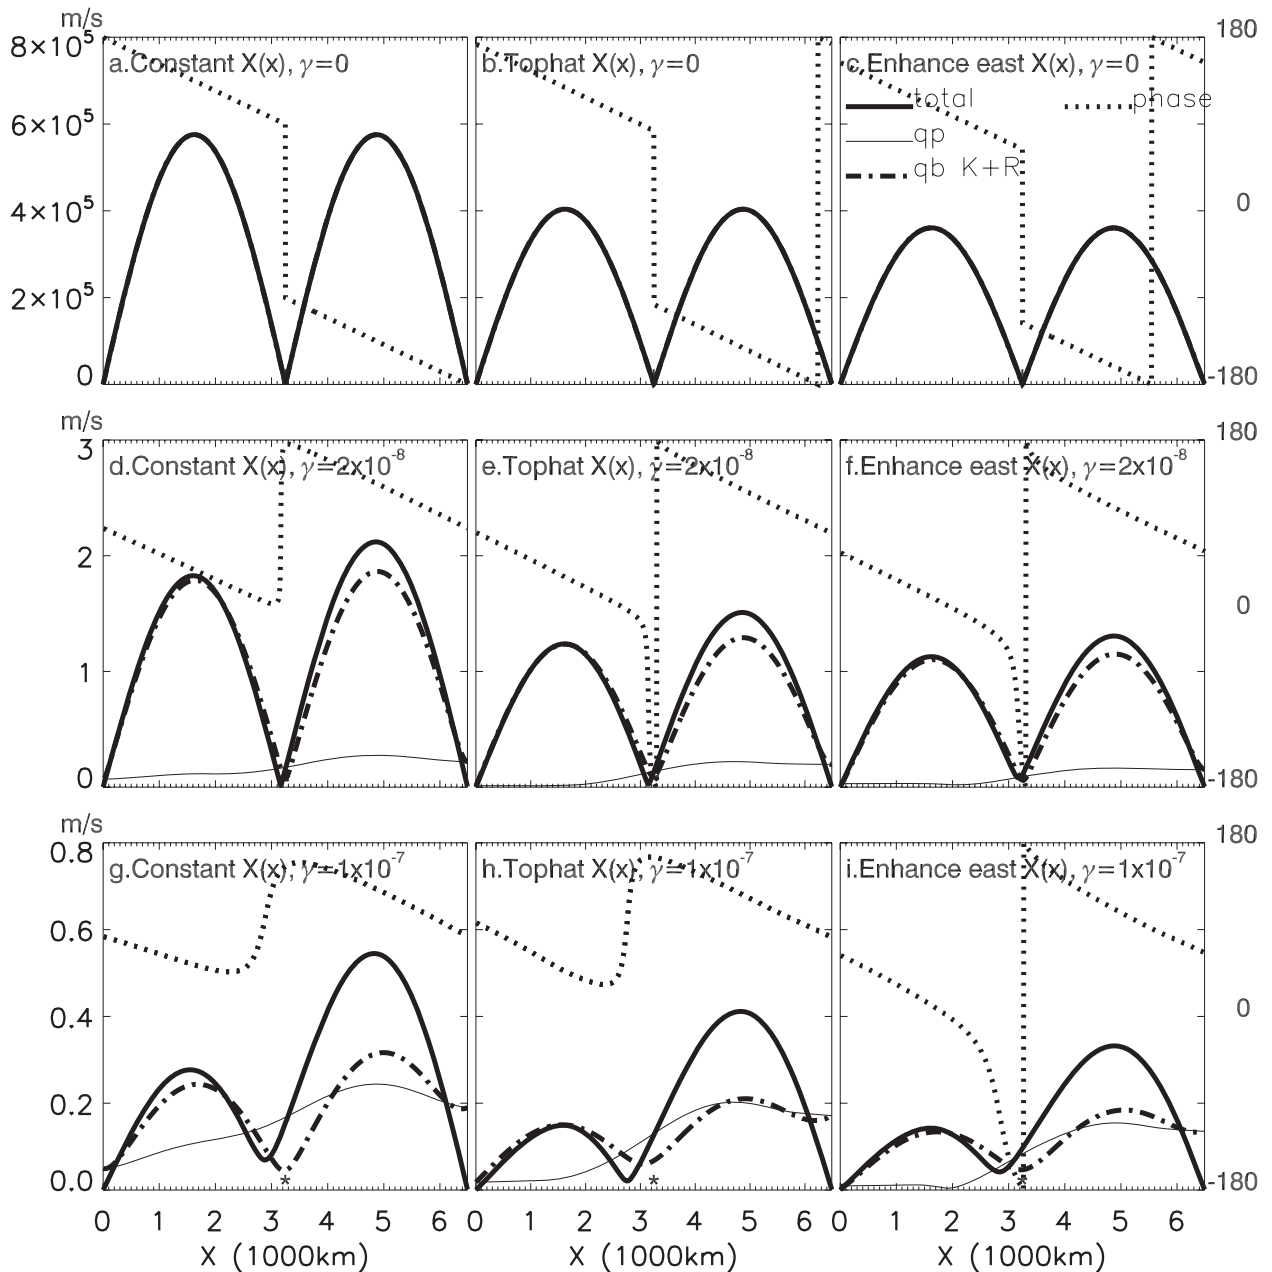 m/s
8×10⁵
6×10⁵
4×10⁵
2×10⁵
0
a.Constant X(x), γ=0
b.Tophat X(x), γ=0
c.Enhance east X(x), γ=0
total
phase
qp
qb K+R
180
0
-180
m/s
3
2
1
0
d.Constant X(x), γ=2x10⁻⁸
e.Tophat X(x), γ=2x10⁻⁸
f.Enhance east X(x), γ=2x10⁻⁸
180
0
-180
m/s
0.8
0.6
0.4
0.2
0.0
g.Constant X(x), γ=1x10⁻⁷
h.Tophat X(x), γ=1x10⁻⁷
i.Enhance east X(x), γ=1x10⁻⁷
* * *
180
0
-180
0 1 2 3 4 5 6 0 1 2 3 4 5 6 0 1 2 3 4 5 6
X (1000km) X (1000km) X (1000km)